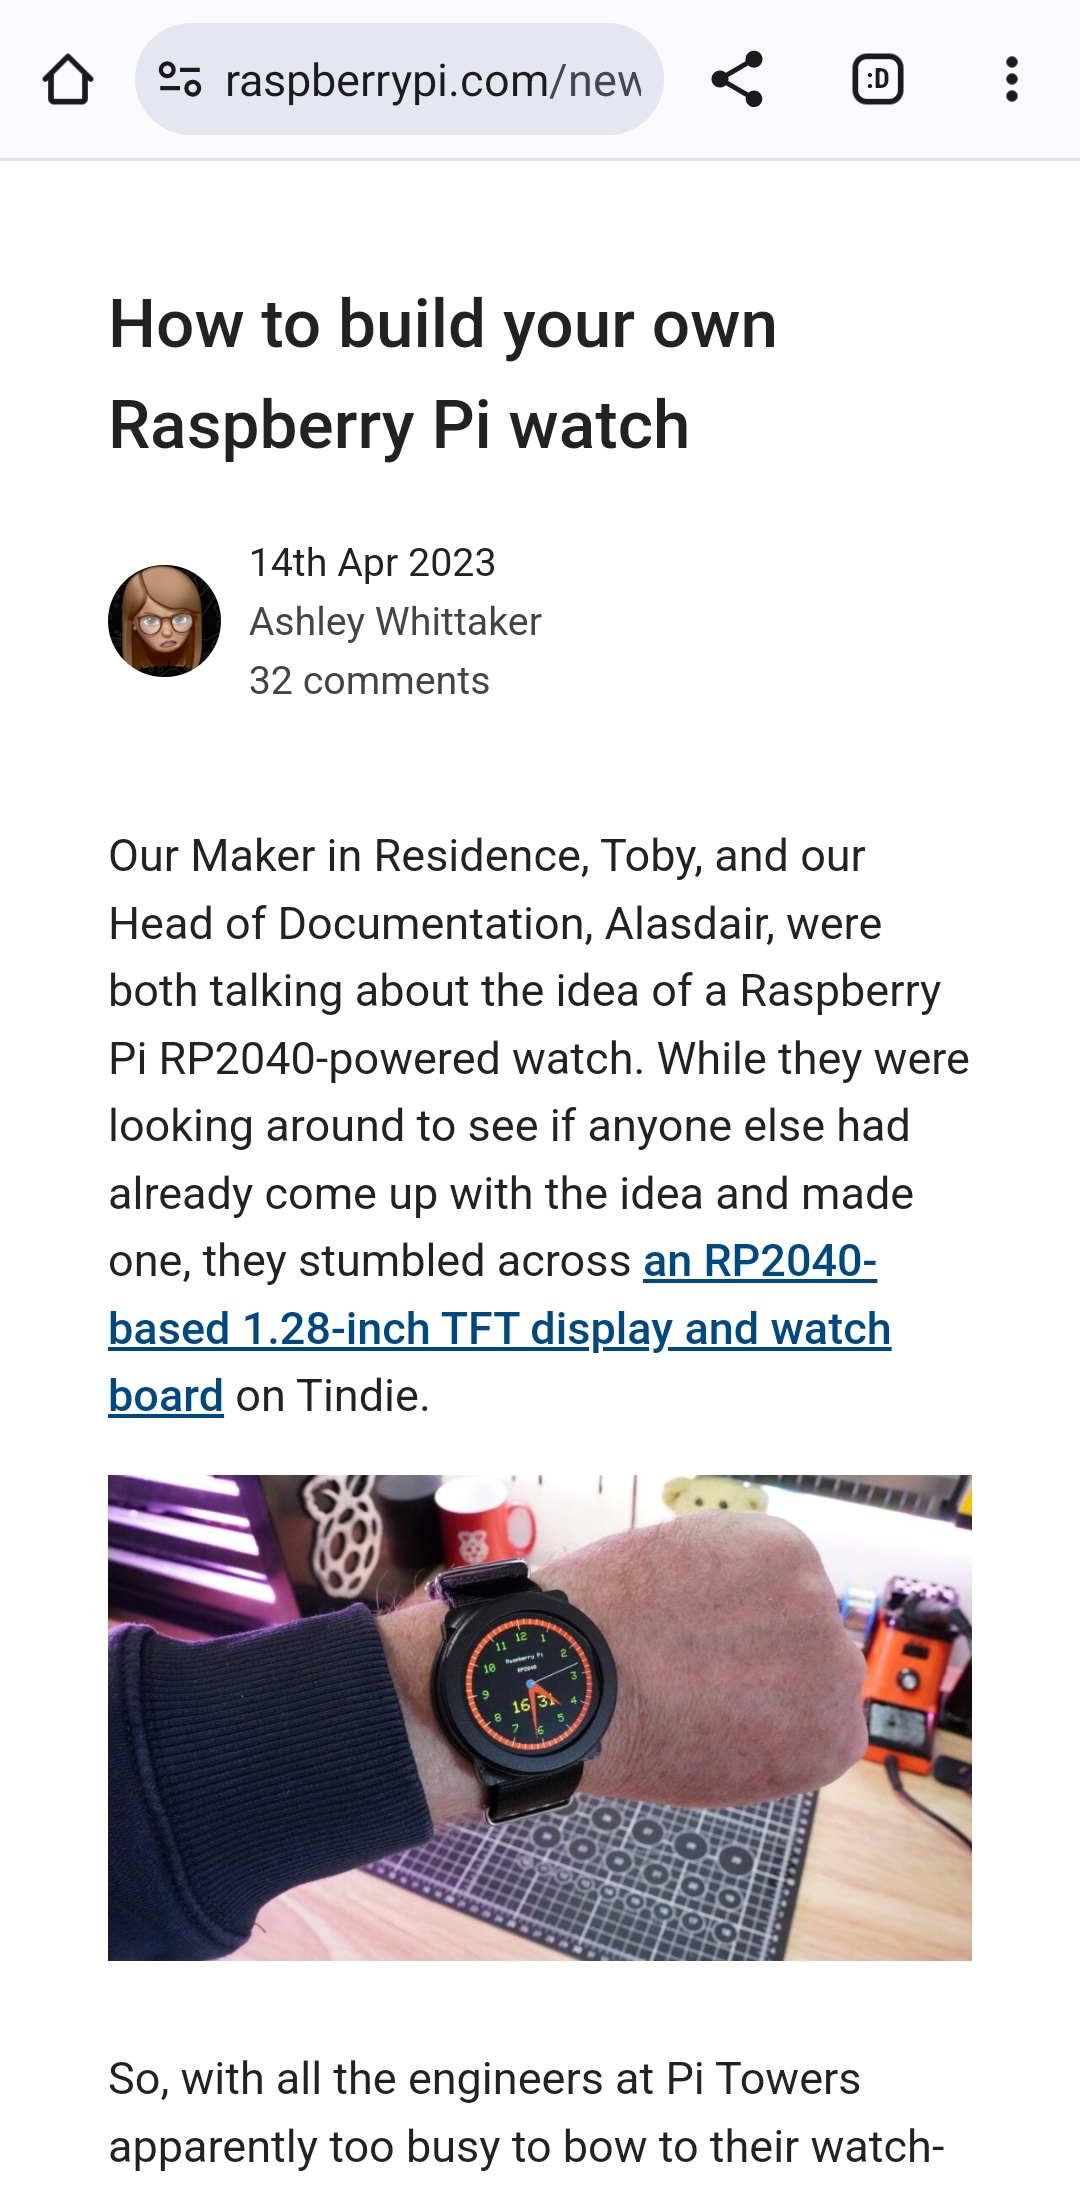 raspberrypi.com/new
:D
How to build your own
Raspberry Pi watch
14th Apr 2023
Ashley Whittaker
32 comments
Our Maker in Residence, Toby, and our
Head of Documentation, Alasdair, were
both talking about the idea of a Raspberry
Pi RP2040-powered watch. While they were
looking around to see if anyone else had
already come up with the idea and made
one, they stumbled across an RP2040-
based 1.28-inch TFT display and watch
board on Tindie.
12
11 1
Raspberry Pi
10 RP2040 2
9 3
16:31
8 4
7 6 5
So, with all the engineers at Pi Towers
apparently too busy to bow to their watch-